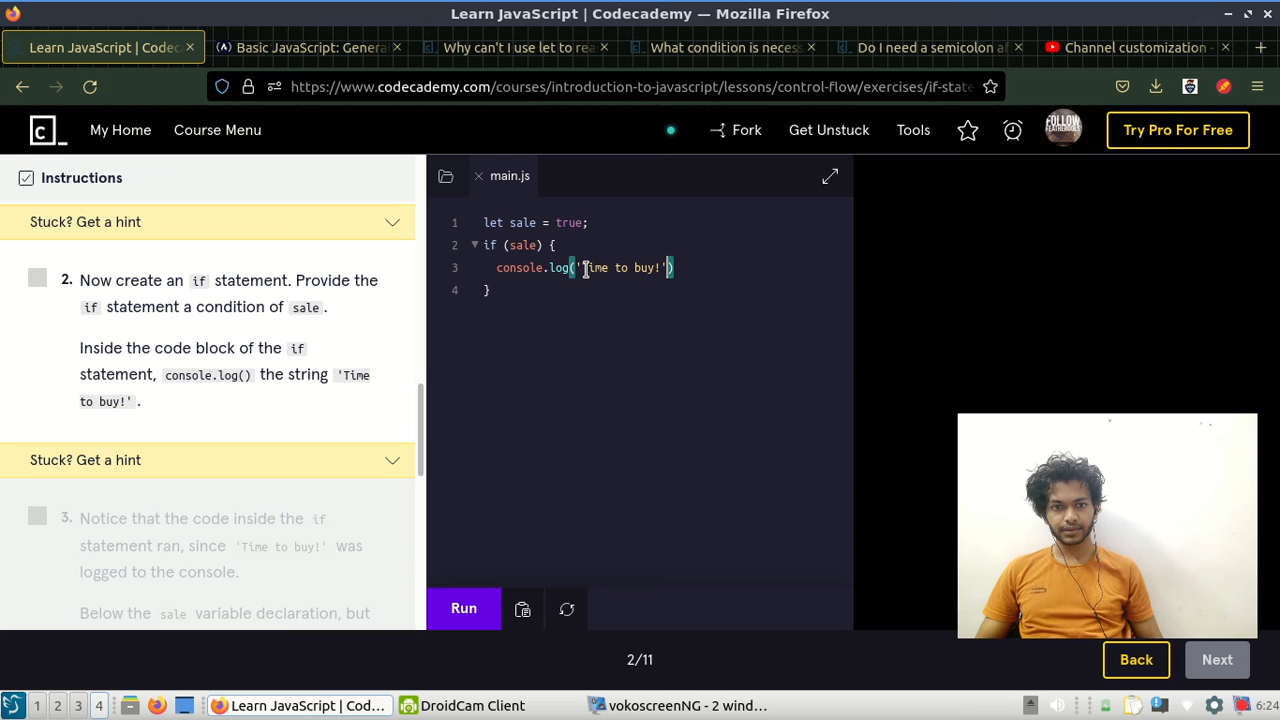 Learn JavaScript | Codecademy — Mozilla Firefox
Learn JavaScript | Codec
Basic JavaScript: Genera
Why can't I use let to rea
What condition is necess
Do I need a semicolon af
Channel customization -
https://www.codecademy.com/courses/introduction-to-javascript/lessons/control-flow/exercises/if-state
My Home
Course Menu
Fork
Get Unstuck
Tools
FOLLOW
Try Pro For Free
Instructions
main.js
Stuck? Get a hint
2. Now create an if statement. Provide the
if statement a condition of sale.
Inside the code block of the if
statement, console.log() the string 'Time
to buy!'.
Stuck? Get a hint
3. Notice that the code inside the if
statement ran, since 'Time to buy!' was
logged to the console.
Below the sale variable declaration, but
1 let sale = true;
2 if (sale) {
3 console.log('Time to buy!')
4 }
Run
2/11
Back
Next
1 2 3 4
Learn JavaScript | Cod...
DroidCam Client
vokoscreenNG - 2 wind...
6:24